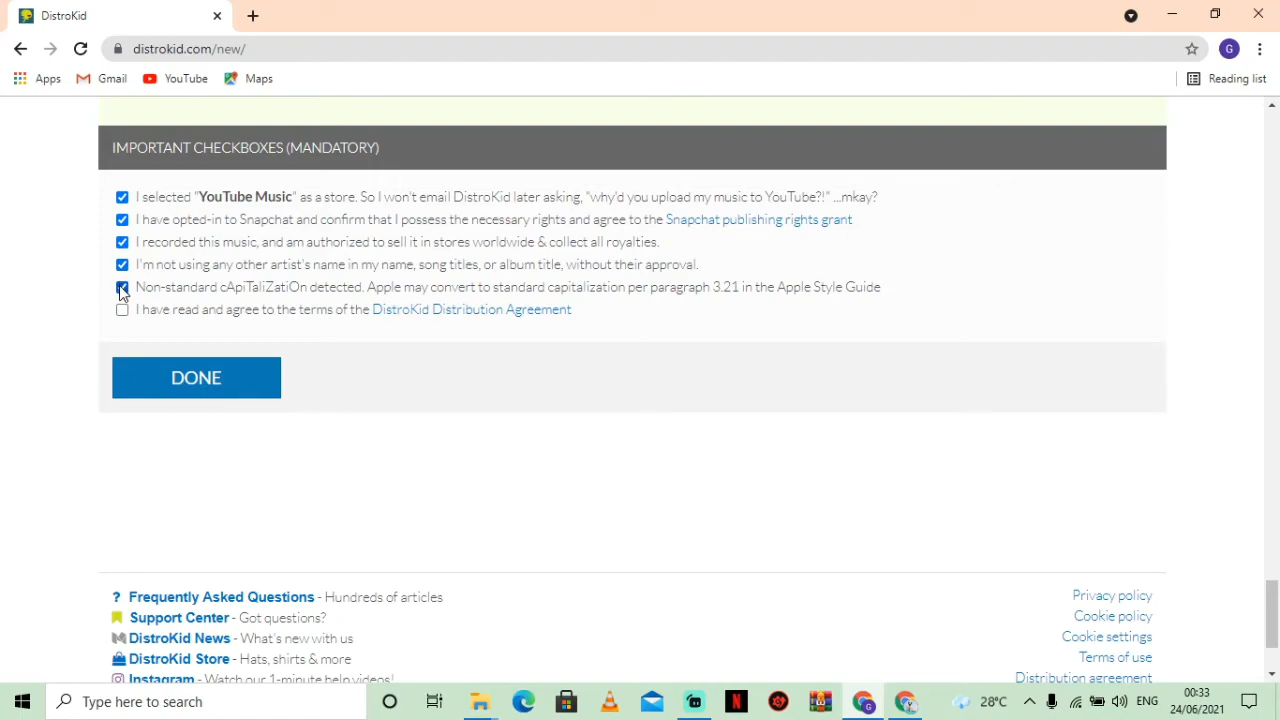 DistroKid
distrokid.com/new/
G
Apps
Gmail
YouTube
Maps
Reading list
IMPORTANT CHECKBOXES (MANDATORY)
I selected "YouTube Music" as a store. So I won't email DistroKid later asking, "why'd you upload my music to YouTube?!" ...mkay?
I have opted-in to Snapchat and confirm that I possess the necessary rights and agree to the Snapchat publishing rights grant
I recorded this music, and am authorized to sell it in stores worldwide & collect all royalties.
I'm not using any other artist's name in my name, song titles, or album title, without their approval.
Non-standard cApiTaliZatiOn detected. Apple may convert to standard capitalization per paragraph 3.21 in the Apple Style Guide
I have read and agree to the terms of the DistroKid Distribution Agreement
DONE
Frequently Asked Questions - Hundreds of articles
Support Center - Got questions?
DistroKid News - What's new with us
DistroKid Store - Hats, shirts & more
Instagram - Watch our 1-minute help videos!
Privacy policy
Cookie policy
Cookie settings
Terms of use
Distribution agreement
Type here to search
28°C
ENG
00:33
24/06/2021